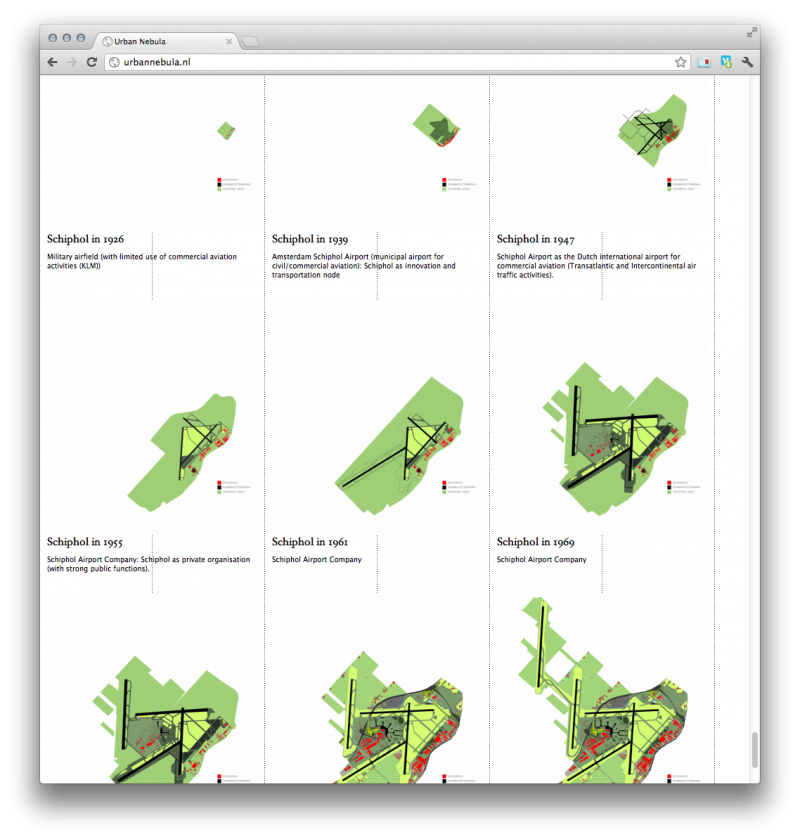 Urban Nebula
urbannebula.nl
Schiphol in 1926
Military airfield (with limited use of commercial aviation
activities (KLM))
Schiphol in 1939
Amsterdam Schiphol Airport (municipal airport for
civil/commercial aviation): Schiphol as innovation and
transportation node
Schiphol in 1947
Schiphol as the Dutch international airport for
commercial aviation (Transatlantic and Intercontinental air
traffic activities).
Schiphol in 1955
Schiphol Airport Company: Schiphol as private organisation
(with strong public functions).
Schiphol in 1961
Schiphol Airport Company
Schiphol in 1969
Schiphol Airport Company